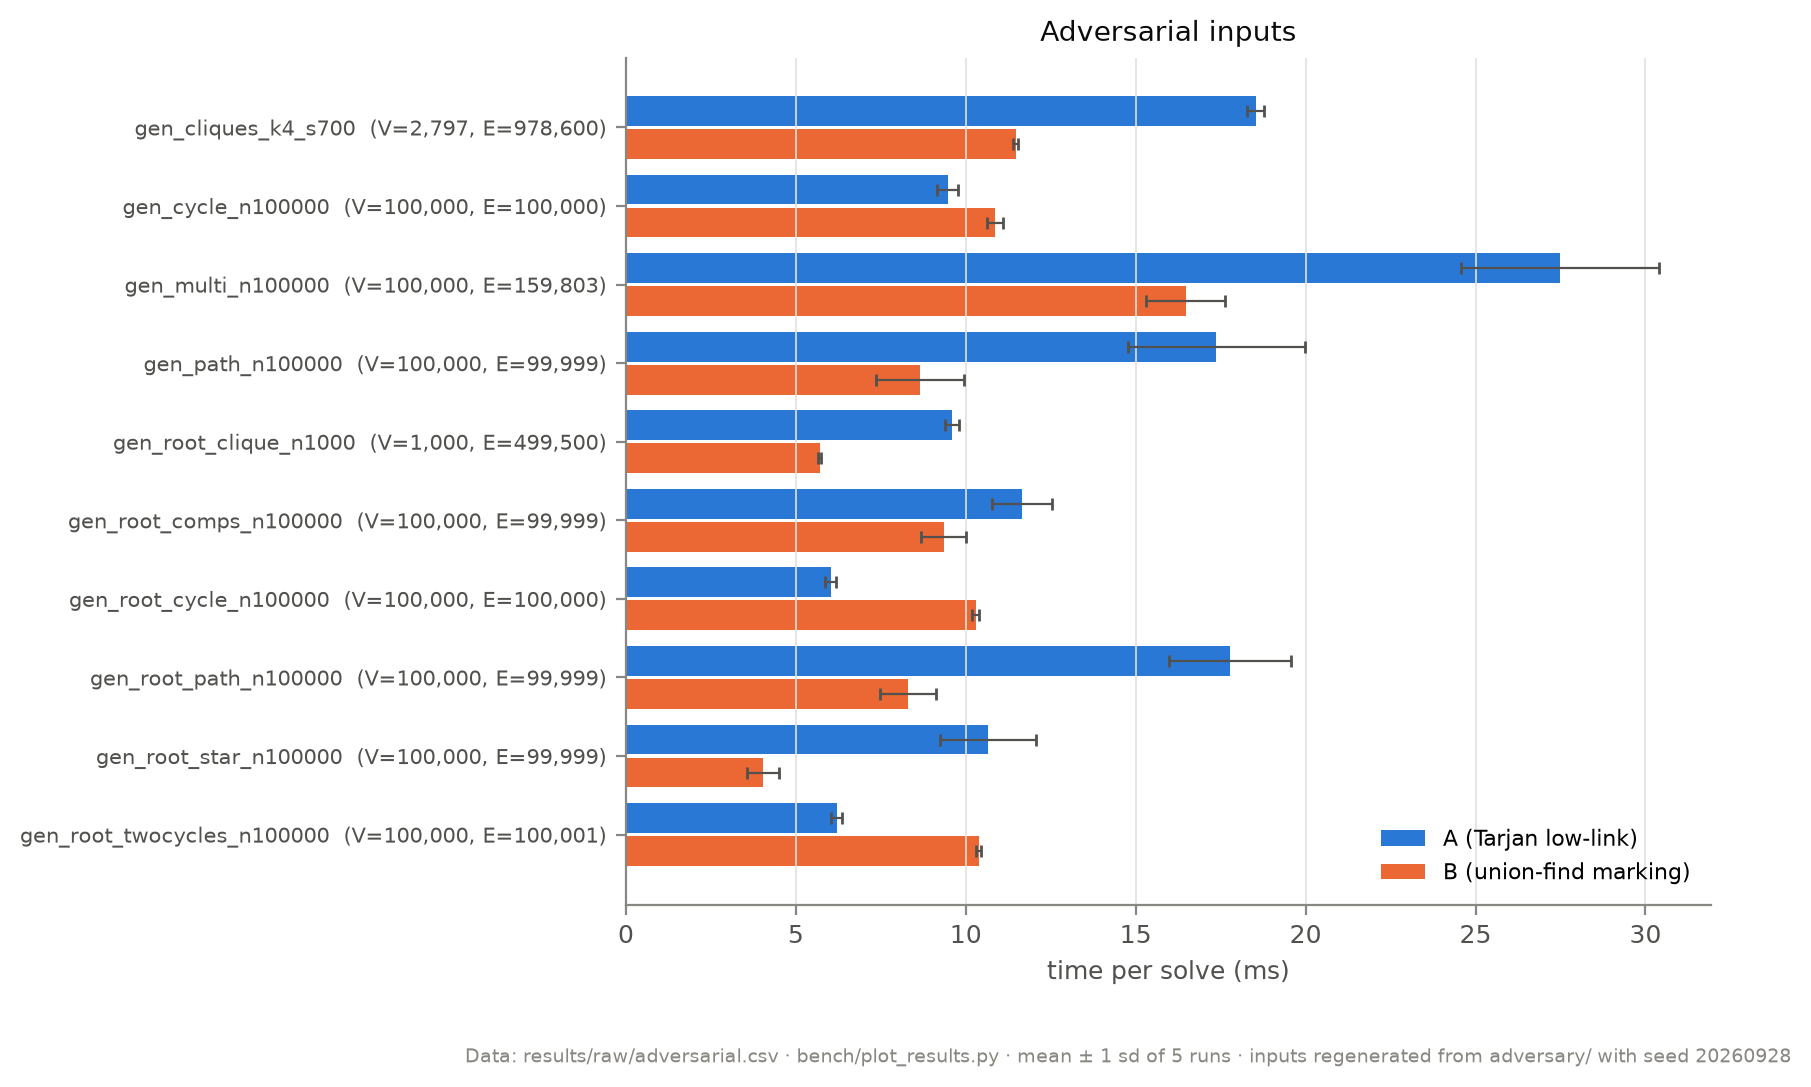 Adversarial inputs
gen_cliques_k4_s700 (V=2,797, E=978,600)
gen_cycle_n100000 (V=100,000, E=100,000)
gen_multi_n100000 (V=100,000, E=159,803)
gen_path_n100000 (V=100,000, E=99,999)
gen_root_clique_n1000 (V=1,000, E=499,500)
gen_root_comps_n100000 (V=100,000, E=99,999)
gen_root_cycle_n100000 (V=100,000, E=100,000)
gen_root_path_n100000 (V=100,000, E=99,999)
gen_root_star_n100000 (V=100,000, E=99,999)
gen_root_twocycles_n100000 (V=100,000, E=100,001)
A (Tarjan low-link)
B (union-find marking)
0 5 10 15 20 25 30
time per solve (ms)
Data: results/raw/adversarial.csv · bench/plot_results.py · mean ± 1 sd of 5 runs · inputs regenerated from adversary/ with seed 20260928